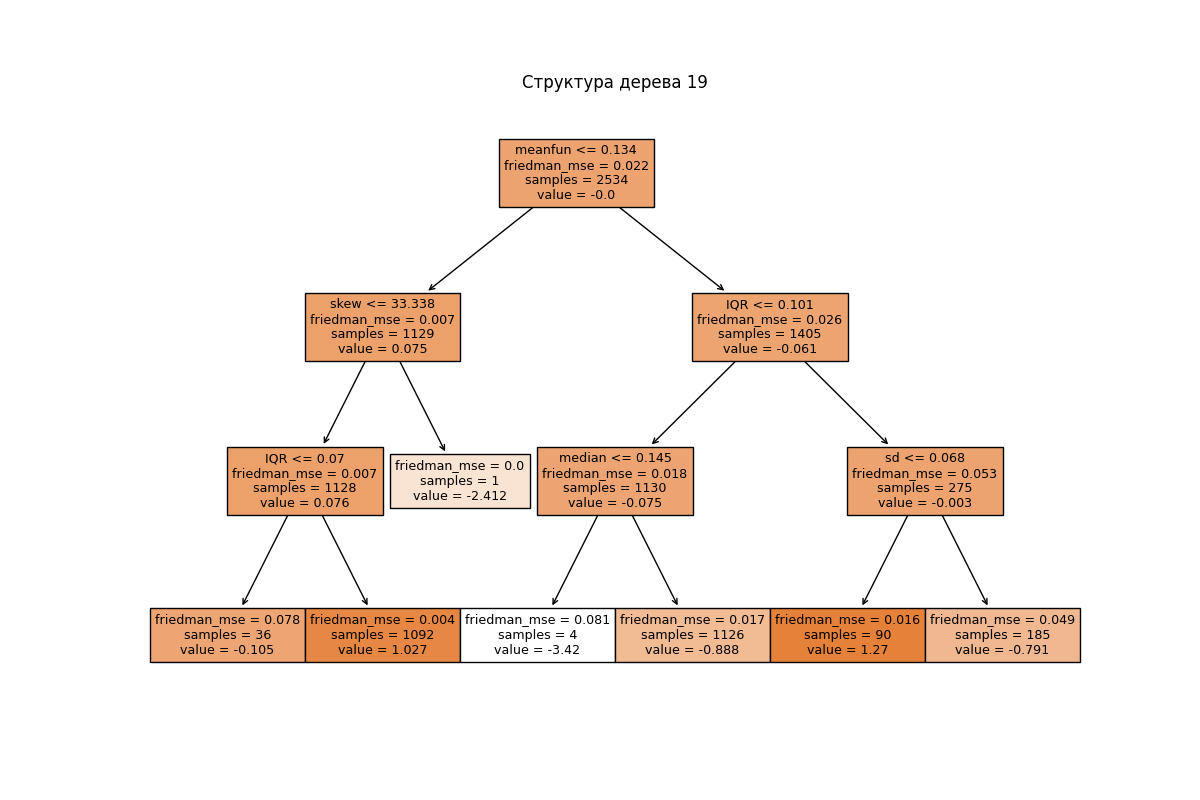 Структура дерева 19
meanfun <= 0.134
friedman_mse = 0.022
samples = 2534
value = -0.0
skew <= 33.338
friedman_mse = 0.007
samples = 1129
value = 0.075
IQR <= 0.101
friedman_mse = 0.026
samples = 1405
value = -0.061
IQR <= 0.07
friedman_mse = 0.007
samples = 1128
value = 0.076
friedman_mse = 0.0
samples = 1
value = -2.412
median <= 0.145
friedman_mse = 0.018
samples = 1130
value = -0.075
sd <= 0.068
friedman_mse = 0.053
samples = 275
value = -0.003
friedman_mse = 0.078
samples = 36
value = -0.105
friedman_mse = 0.004
samples = 1092
value = 1.027
friedman_mse = 0.081
samples = 4
value = -3.42
friedman_mse = 0.017
samples = 1126
value = -0.888
friedman_mse = 0.016
samples = 90
value = 1.27
friedman_mse = 0.049
samples = 185
value = -0.791